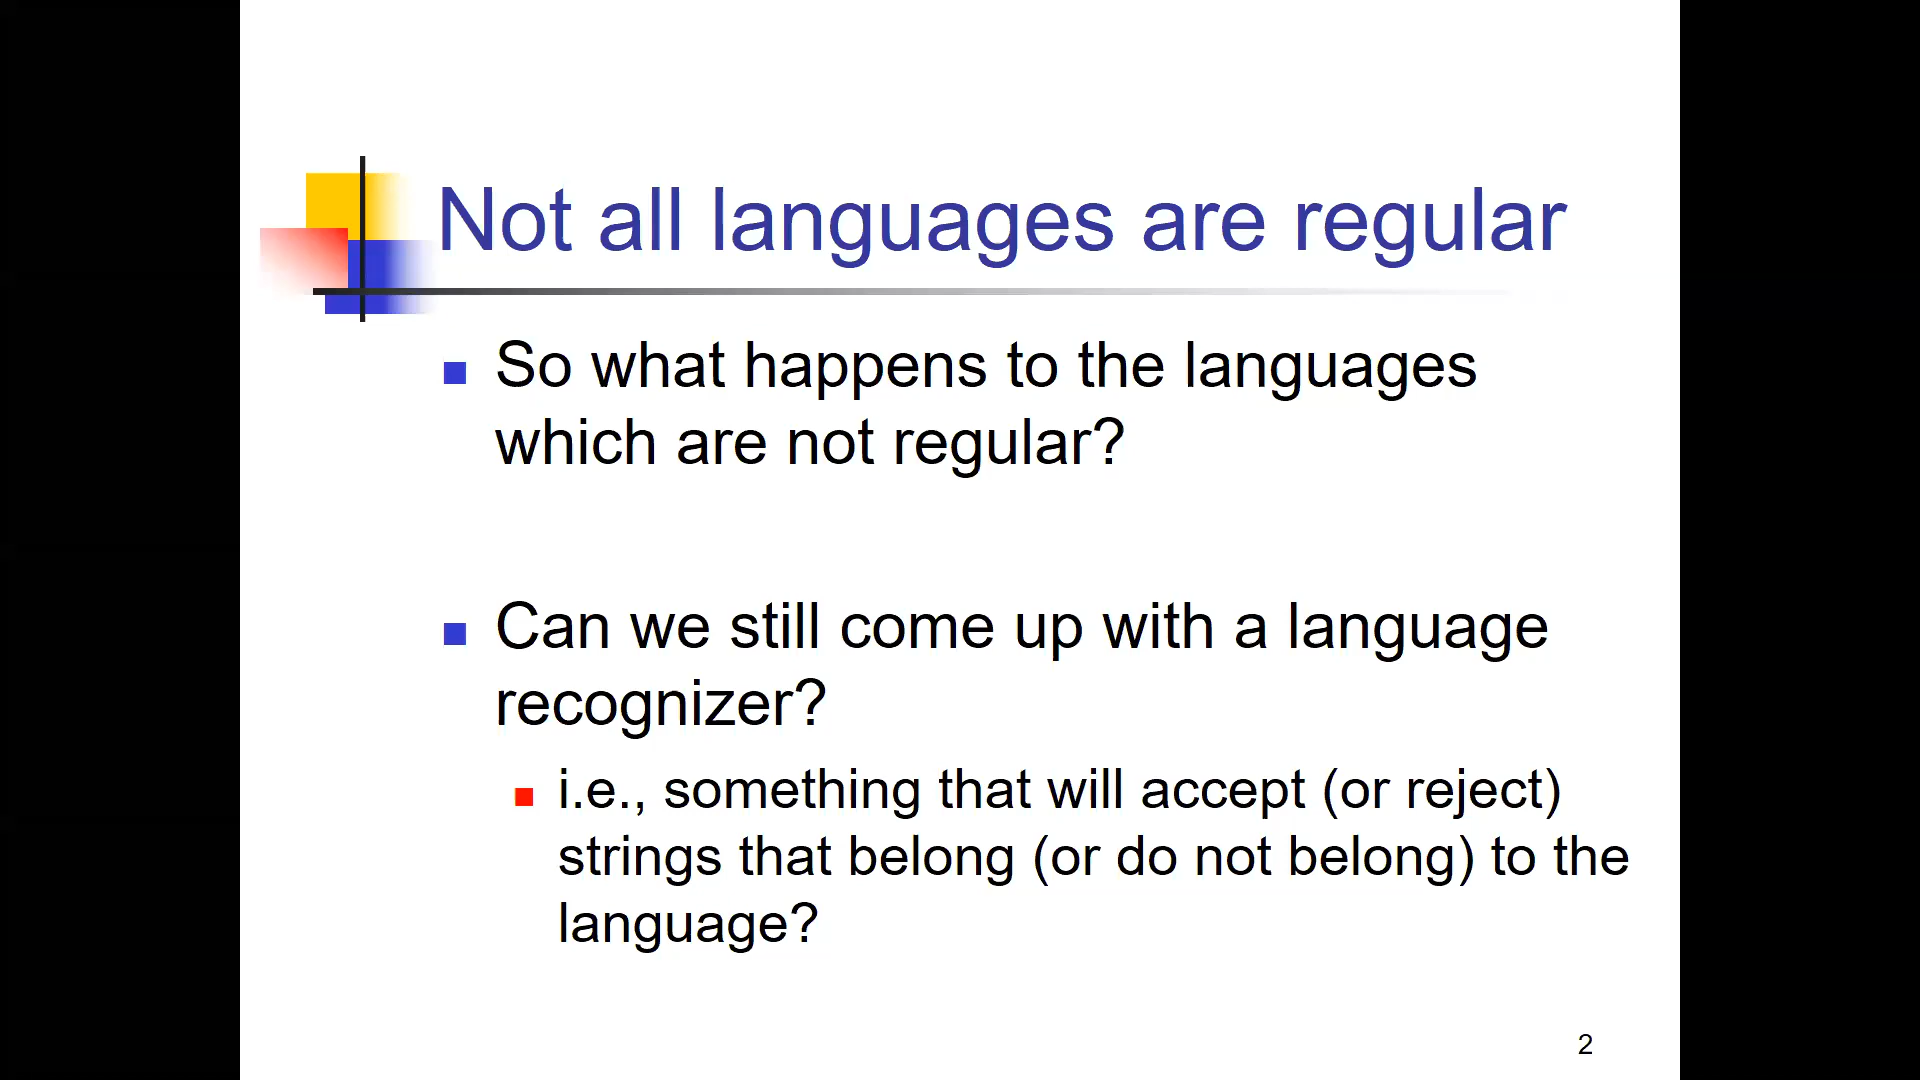 Not all languages are regular
So what happens to the languages
which are not regular?
Can we still come up with a language
recognizer?
i.e., something that will accept (or reject)
strings that belong (or do not belong) to the
language?
2